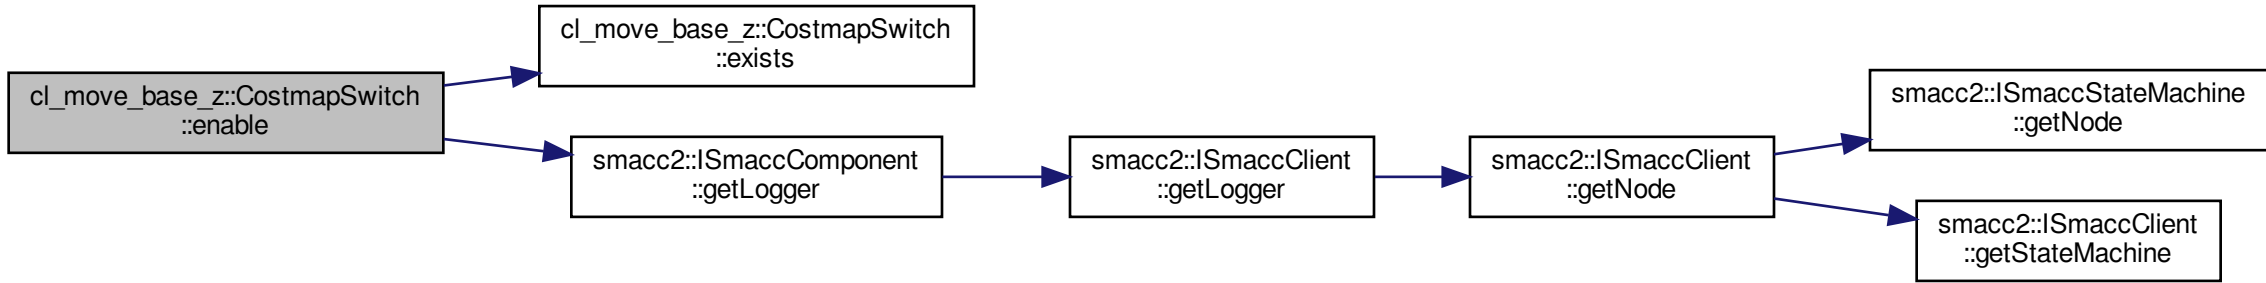 cl_move_base_z::CostmapSwitch
::enable
cl_move_base_z::CostmapSwitch
::exists
smacc2::ISmaccComponent
::getLogger
smacc2::ISmaccClient
::getLogger
smacc2::ISmaccClient
::getNode
smacc2::ISmaccStateMachine
::getNode
smacc2::ISmaccClient
::getStateMachine